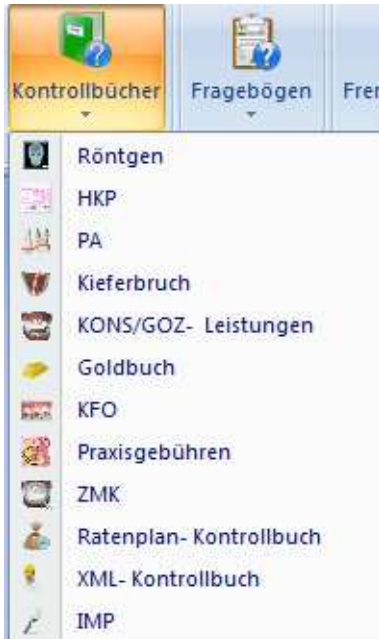 Kontrollbücher Fragebögen
Röntgen
HKP
PA
Kieferbruch
KONS/GOZ- Leistungen
Goldbuch
KFO
Praxisgebühren
ZMK
Ratenplan- Kontrollbuch
XML- Kontrollbuch
IMP